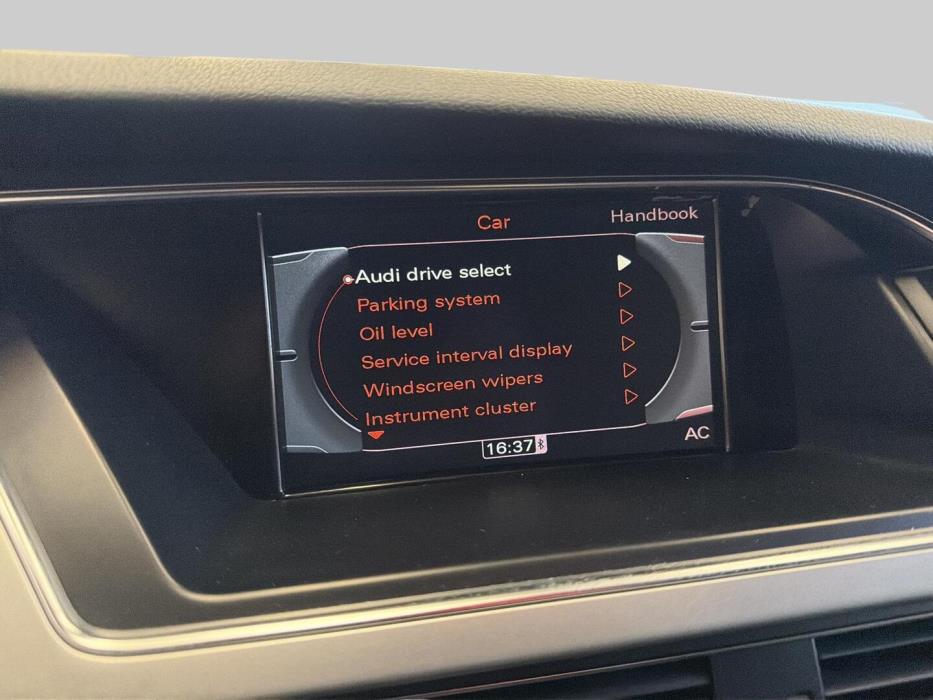 Car
Handbook
Audi drive select
Parking system
Oil level
Service interval display
Windscreen wipers
Instrument cluster
16:37
AC